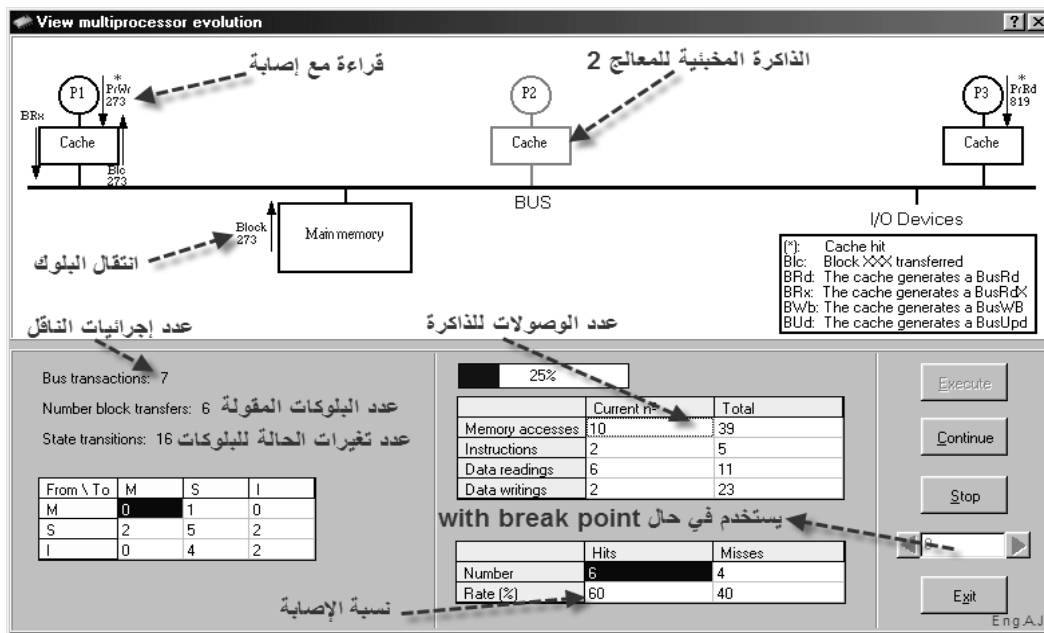 View multiprocessor evolution
قراءة مع إصابة
الذاكرة المخبئية للمعالج 2
P1
*
PrWr
273
BRx
Cache
Blc
273
P2
Cache
P3
*
PrRd
819
Cache
BUS
I/O Devices
Block
273
Main memory
انتقال البلوك
(*): Cache hit
Blc: Block XXX transferred
BRd: The cache generates a BusRd
BRx: The cache generates a BusRdX
BWb: The cache generates a BusWB
BUd: The cache generates a BusUpd
عدد إجرائيات الناقل
عدد الوصولات للذاكرة
Bus transactions: 7
Number block transfers: 6 عدد البلوكات المقولة
State transitions: 16 عدد تغيرات الحالة للبلوكات
From \ To M S I
M 0 1 0
S 2 5 2
I 0 4 2
25%
Current nº Total
Memory accesses 10 39
Instructions 2 5
Data readings 6 11
Data writings 2 23
يستخدم في حال with break point
Hits Misses
Number 6 4
Rate (%) 60 40
نسبة الإصابة
Execute
Continue
Stop
8
Exit
Eng.AJ